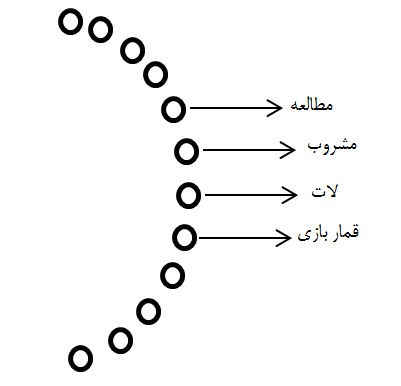 مطالعه
مشروب
لات
قمار بازی